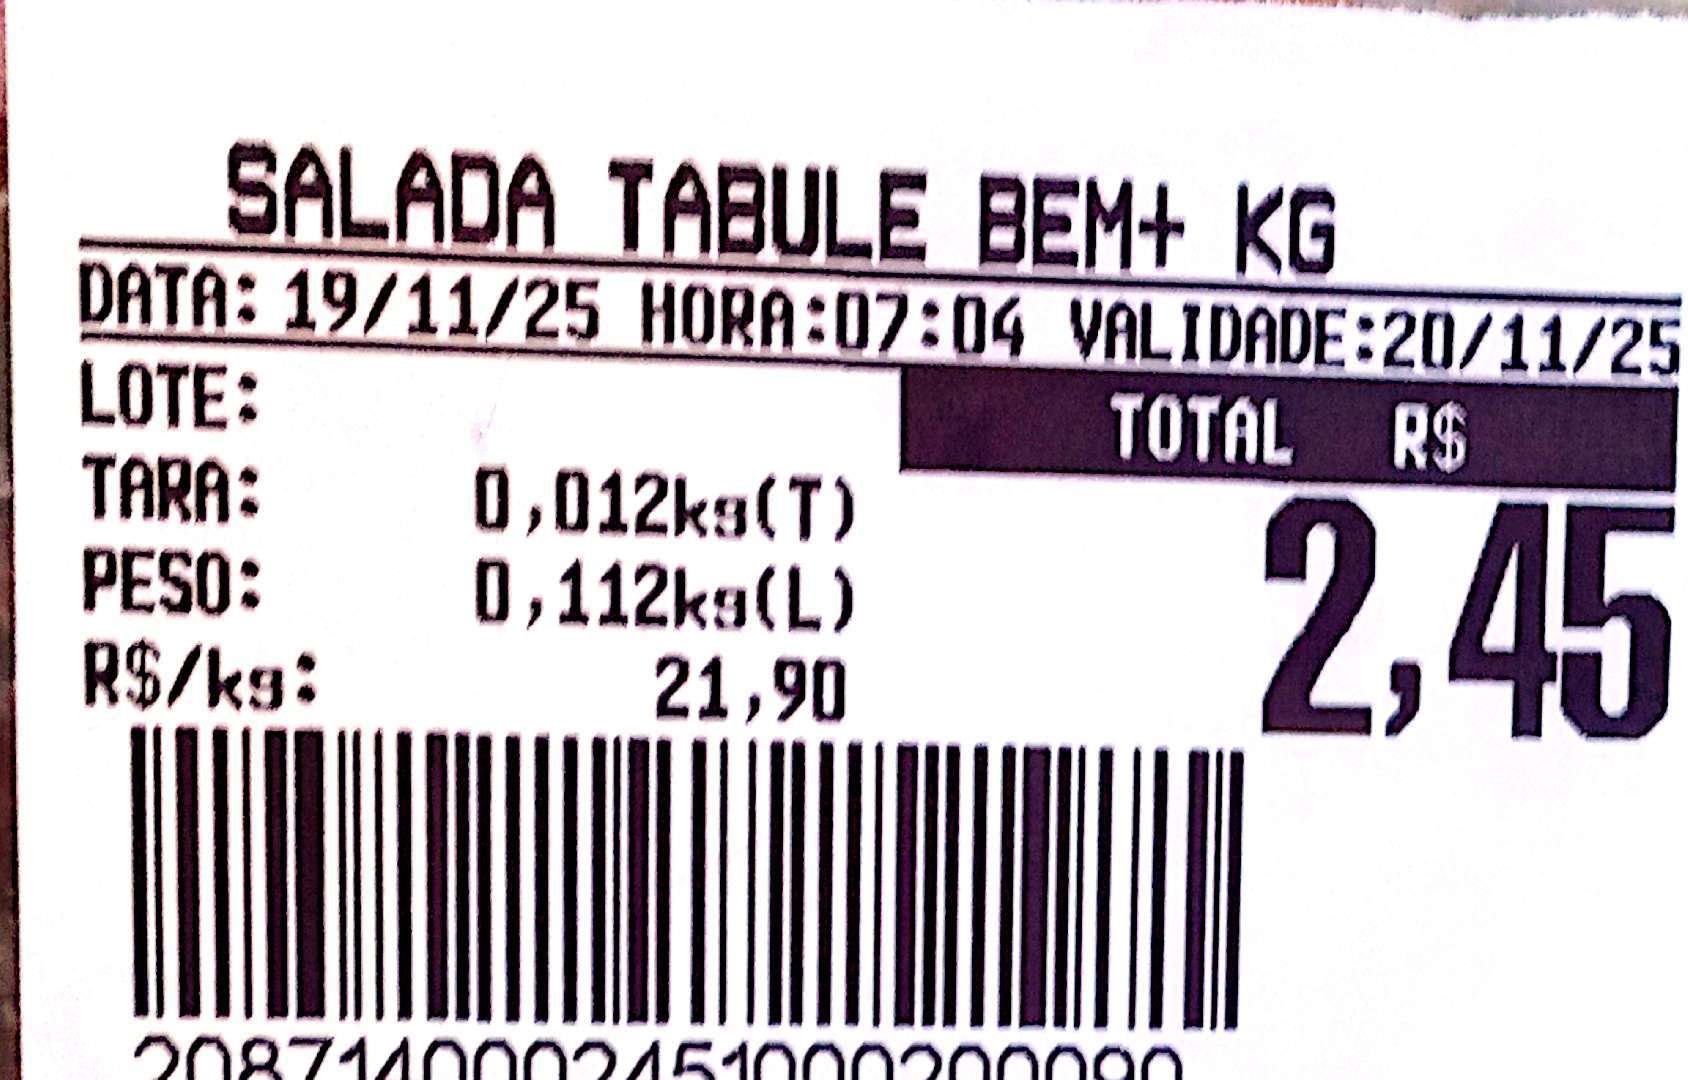 SALADA TABULE BEM+ KG
DATA: 19/11/25 HORA:07:04 VALIDADE:20/11/25
LOTE:
TOTAL R$
TARA: 0,012kg(T)
2,45
PESO: 0,112kg(L)
R$/kg: 21,90